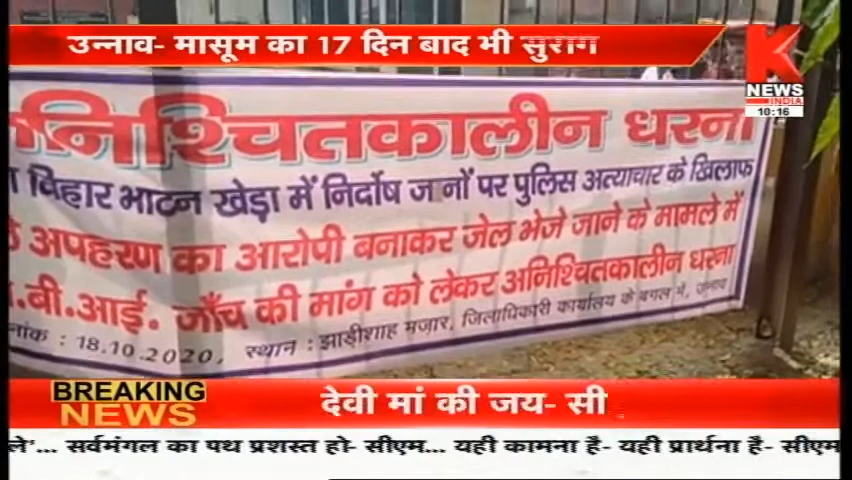 उन्नाव- मासूम का 17 दिन बाद भी सुराग
K
NEWS
INDIA
10:16
निश्चितकालीन धरना
विहार भाटन खेड़ा में निर्दोष जनों पर पुलिस अत्याचार के खिलाफ
अपहरण का आरोपी बनाकर जेल भेजे जाने के मामले में
.बी.आई. जाँच की मांग को लेकर अनिश्चितकालीन धरना
: 18.10.2020, स्थान : झाड़ीशाह मज़ार, जिलाधिकारी कार्यालय के बगल में, उन्नाव
BREAKING
NEWS
देवी मां की जय- सी
ले'... सर्वमंगल का पथ प्रशस्त हो- सीएम... यही कामना है- यही प्रार्थना है- सीएम